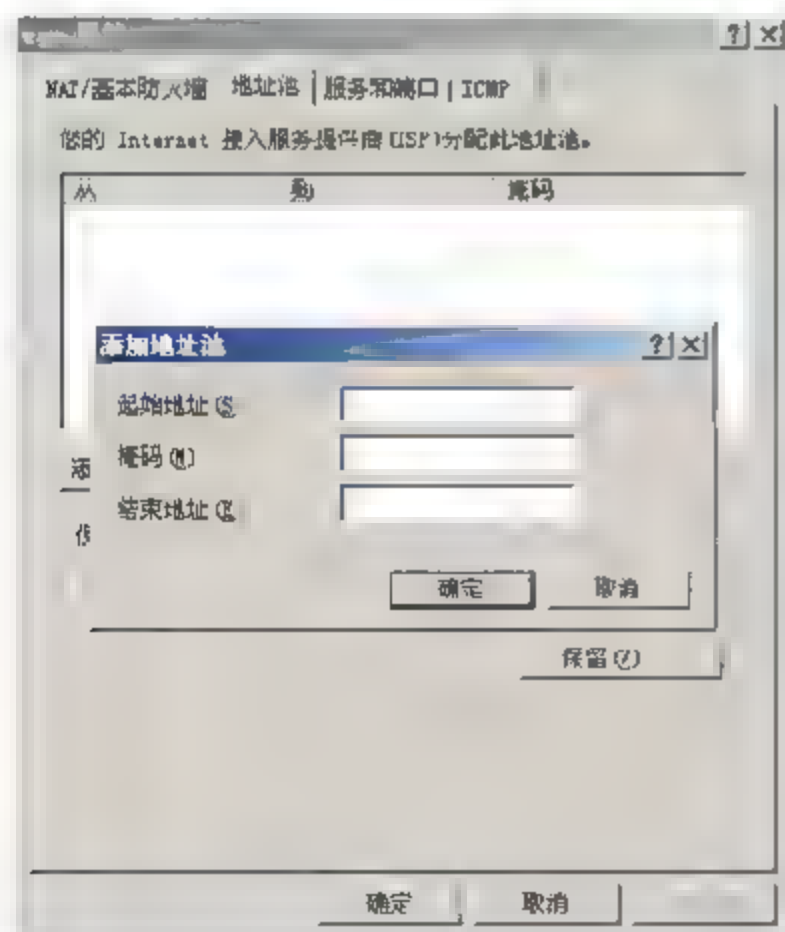 NAT/基本防火墙 地址池 服务和端口 ICMP
您的 Internet 接入服务提供商(ISP)分配此地址池。
从 到 掩码
添加地址池
起始地址(S
掩码(M)
结束地址(E
添
确定 取消
保留(V)
确定 取消